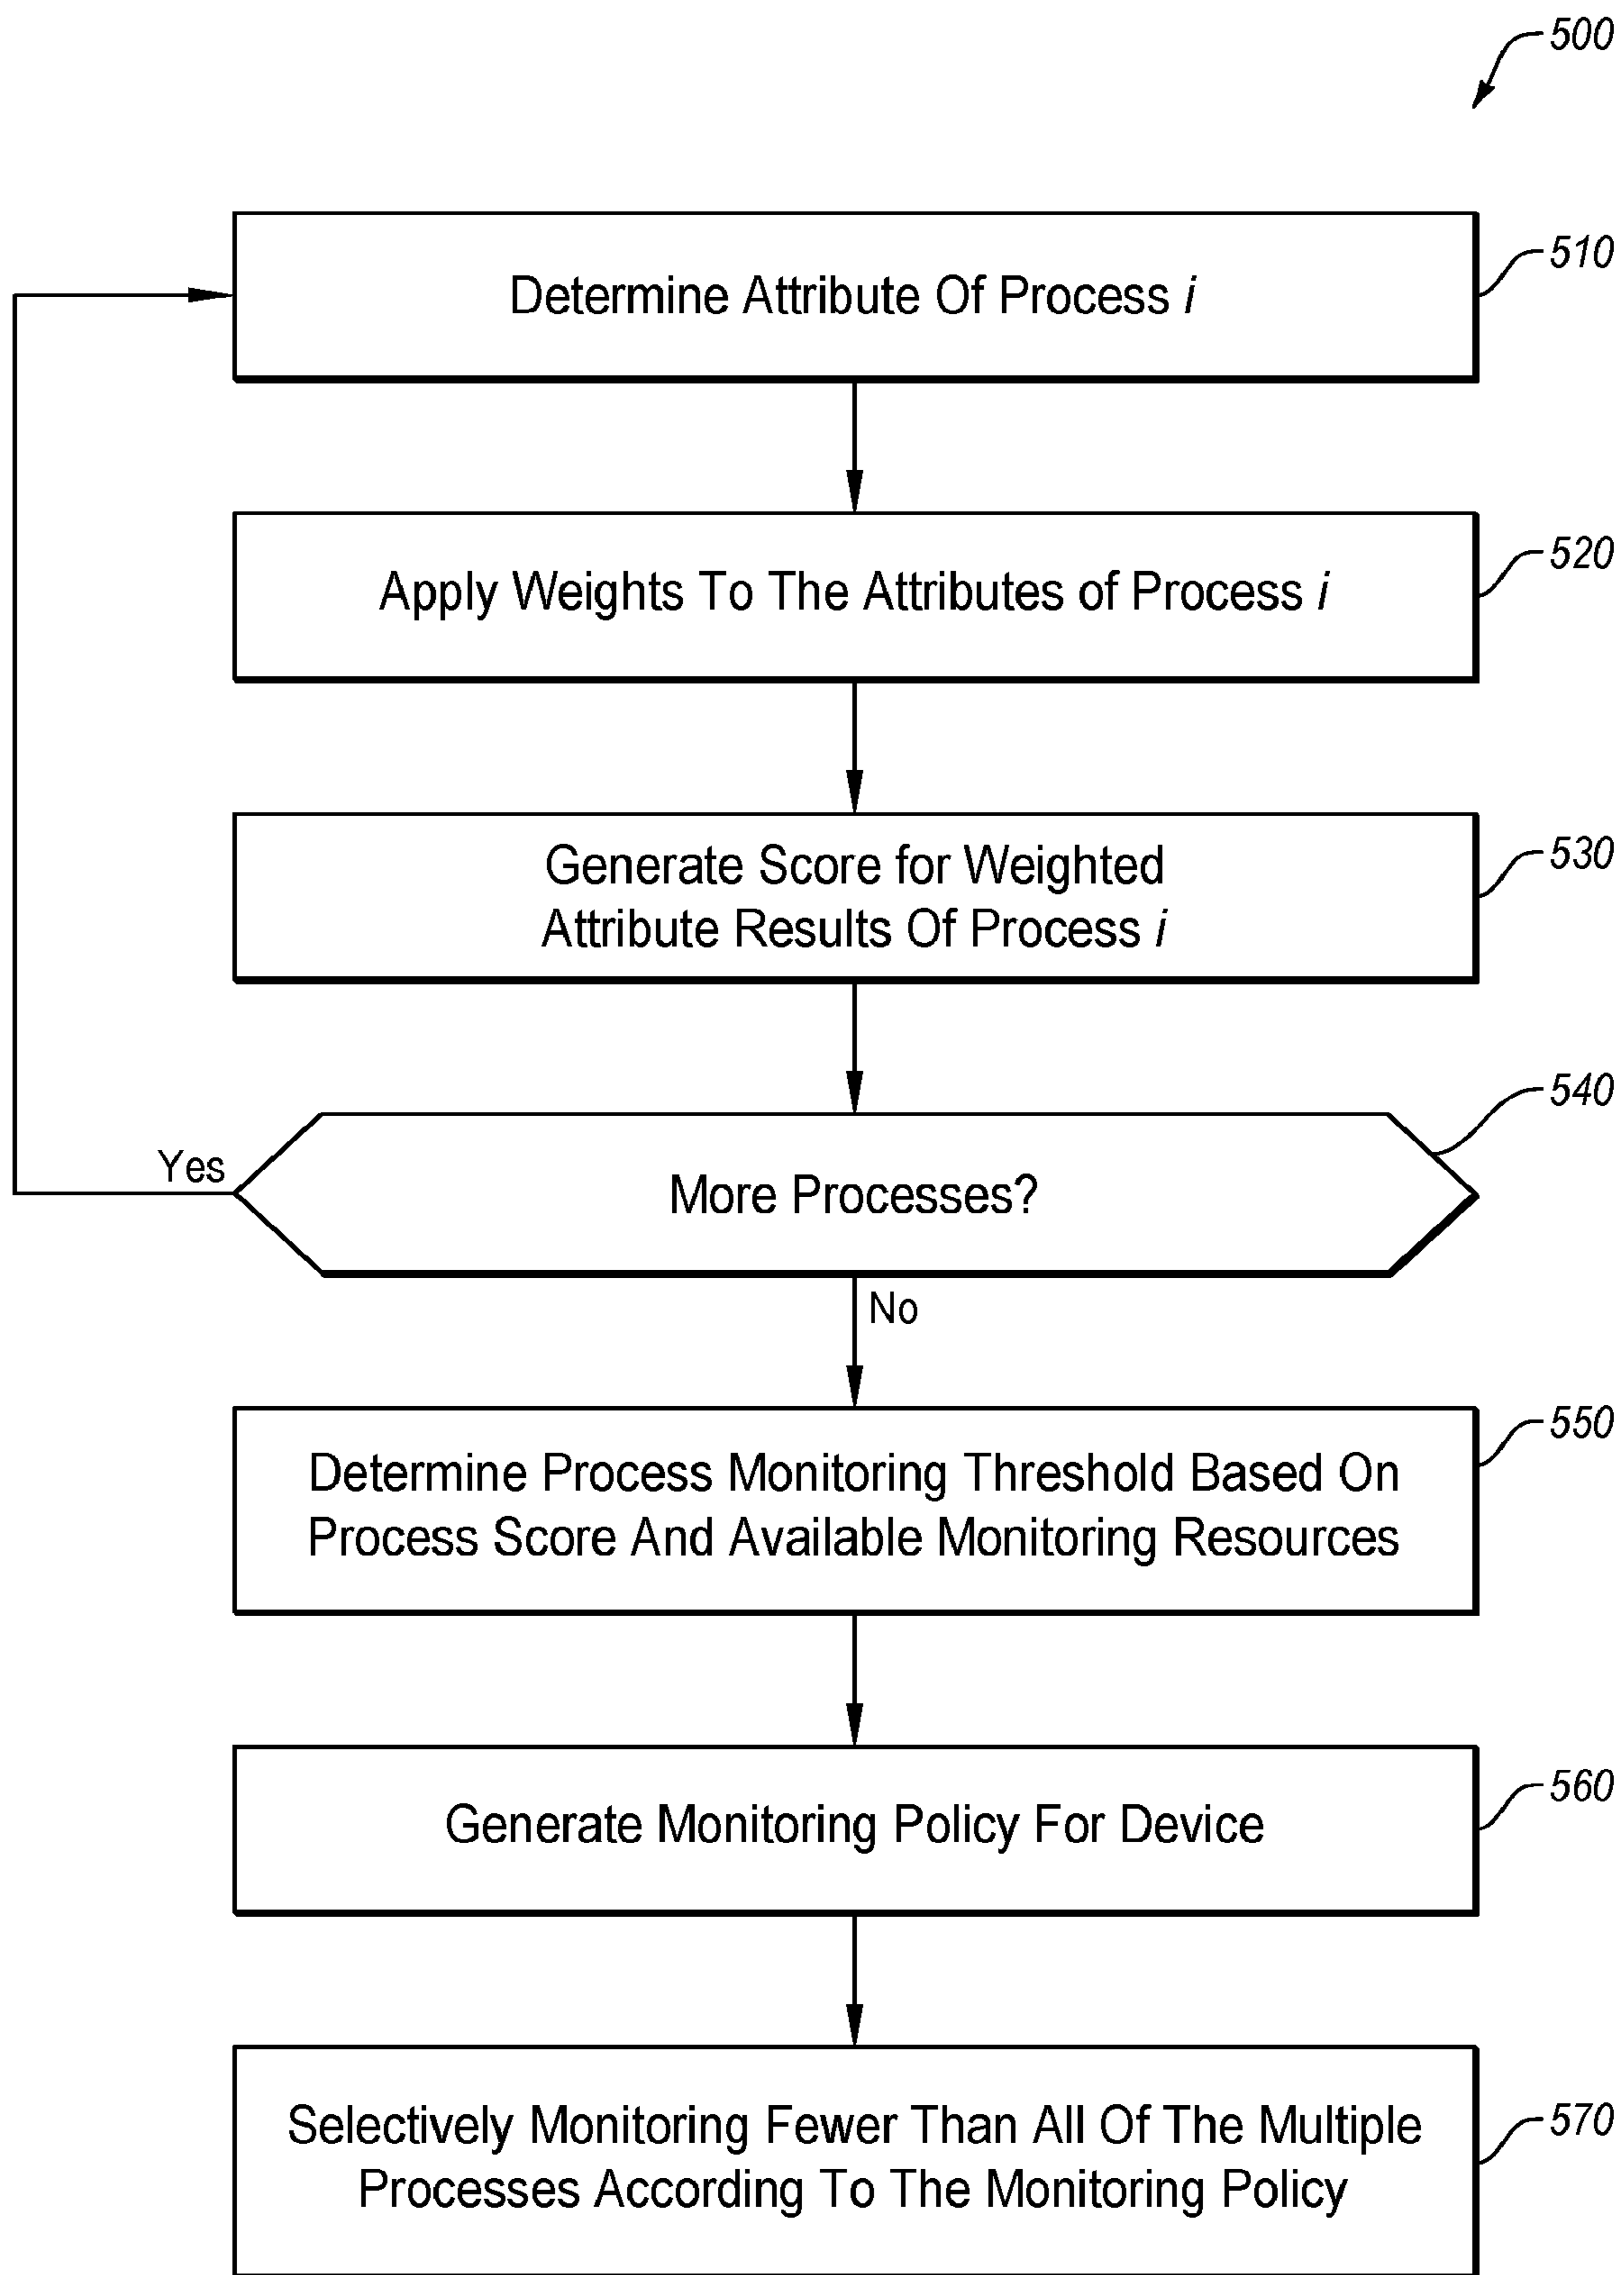 500
Determine Attribute Of Process i
510
Apply Weights To The Attributes of Process i
520
Generate Score for Weighted
Attribute Results Of Process i
530
More Processes?
540
Yes
No
Determine Process Monitoring Threshold Based On
Process Score And Available Monitoring Resources
550
Generate Monitoring Policy For Device
560
Selectively Monitoring Fewer Than All Of The Multiple
Processes According To The Monitoring Policy
570